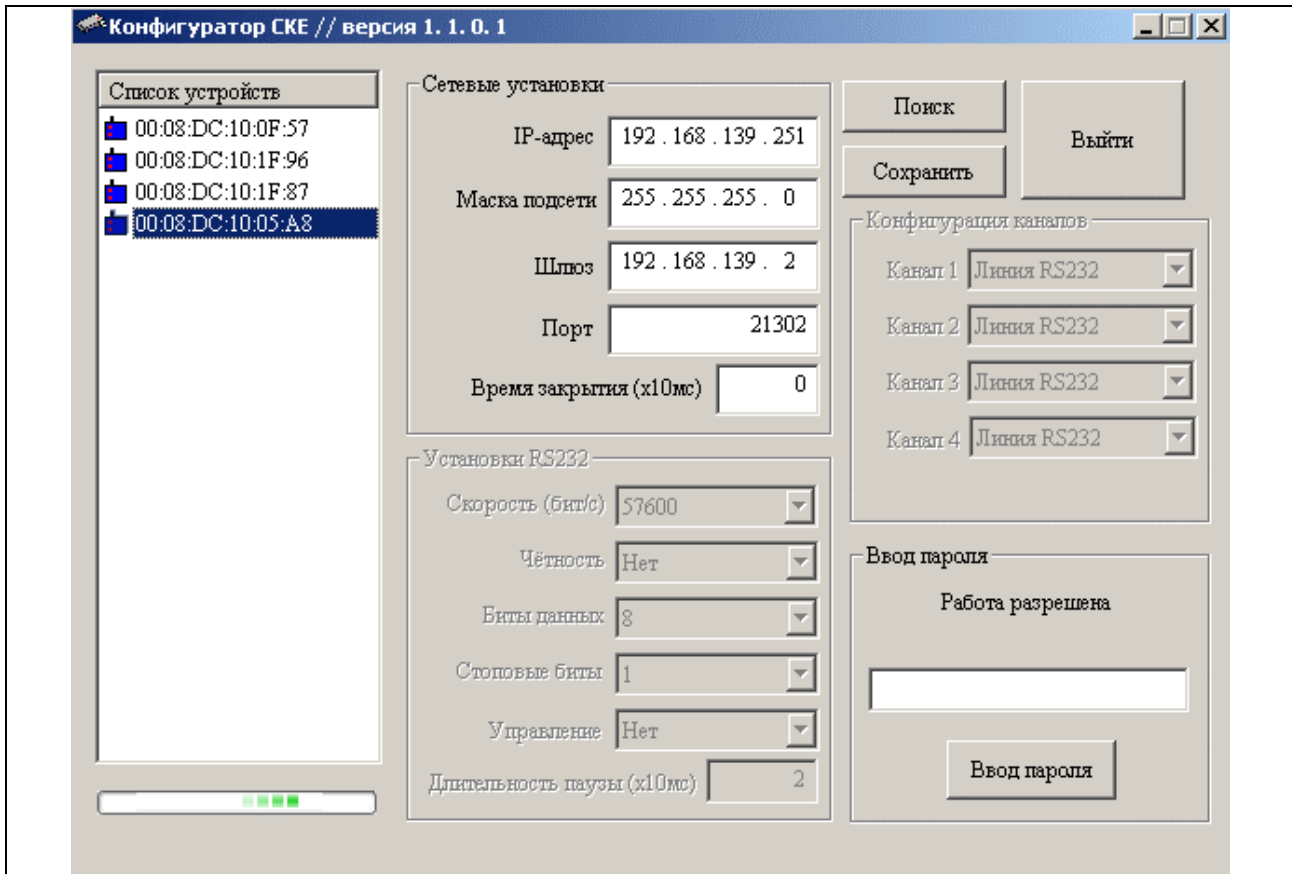 Конфигуратор СКЕ // версия 1. 1. 0. 1
Список устройств
00:08:DC:10:0F:57
00:08:DC:10:1F:96
00:08:DC:10:1F:87
00:08:DC:10:05:A8
Сетевые установки
IP-адрес 192 . 168 . 139 . 251
Маска подсети 255 . 255 . 255 . 0
Шлюз 192 . 168 . 139 . 2
Порт 21302
Время закрытия (x10мс) 0
Установки RS232
Скорость (бит/с) 57600
Чётность Нет
Биты данных 8
Стоповые биты 1
Управление Нет
Длительность паузы (x10мс) 2
Поиск
Сохранить
Выйти
Конфигурация каналов
Канал 1 Линия RS232
Канал 2 Линия RS232
Канал 3 Линия RS232
Канал 4 Линия RS232
Ввод пароля
Работа разрешена
Ввод пароля